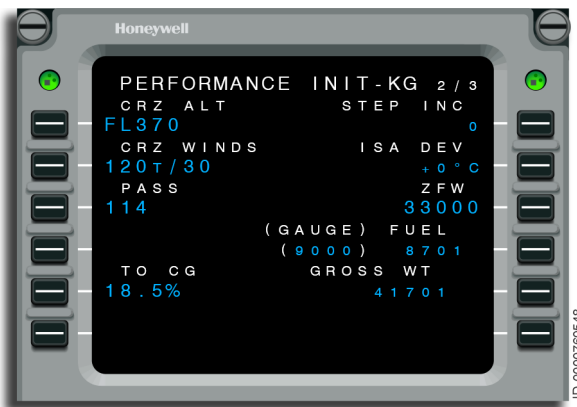 Honeywell
PERFORMANCE INIT-KG 2/3
CRZ ALT STEP INC
FL370 0
CRZ WINDS ISA DEV
120T/30 +0°C
PASS ZFW
114 33000
(GAUGE) FUEL
(9000) 8701
TO CG GROSS WT
18.5% 41701